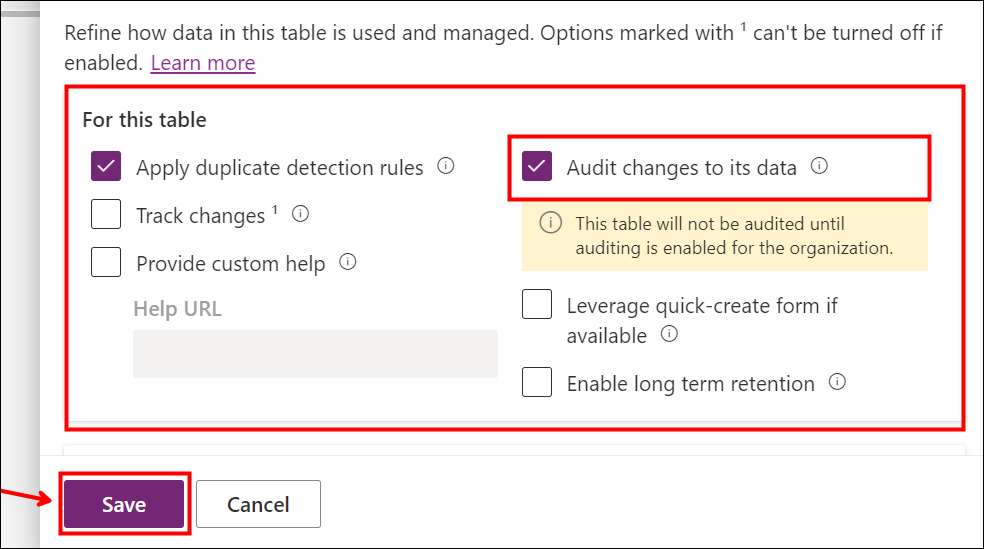 Refine how data in this table is used and managed. Options marked with ¹ can't be turned off if
enabled. Learn more
For this table
Apply duplicate detection rules
Track changes ¹
Provide custom help
Help URL
Audit changes to its data
This table will not be audited until
auditing is enabled for the organization.
Leverage quick-create form if
available
Enable long term retention
Save
Cancel